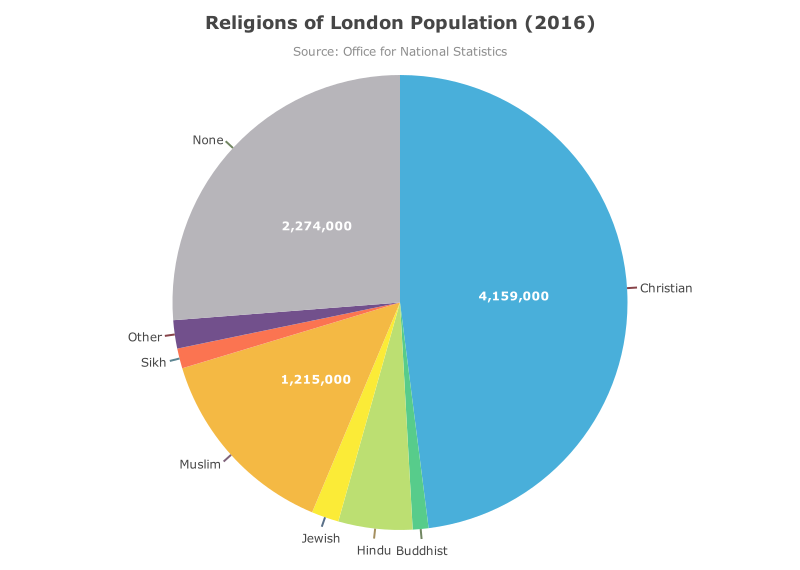 Religions of London Population (2016)
Source: Office for National Statistics
None
2,274,000
Christian
4,159,000
Other
Sikh
1,215,000
Muslim
Jewish
Hindu
Buddhist